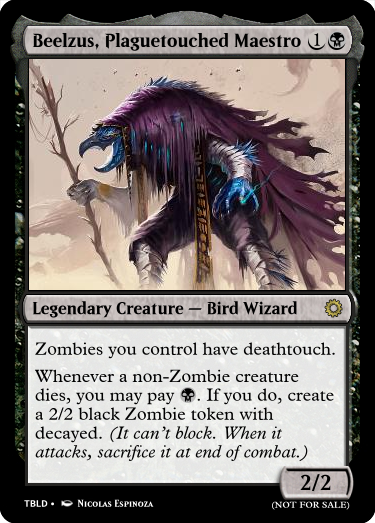 Beelzus, Plaguetouched Maestro 1
Legendary Creature — Bird Wizard
Zombies you control have deathtouch.
Whenever a non-Zombie creature
dies, you may pay . If you do, create
a 2/2 black Zombie token with
decayed. (It can't block. When it
attacks, sacrifice it at end of combat.)
2/2
TBLD • Nicolas Espinoza
(NOT FOR SALE)